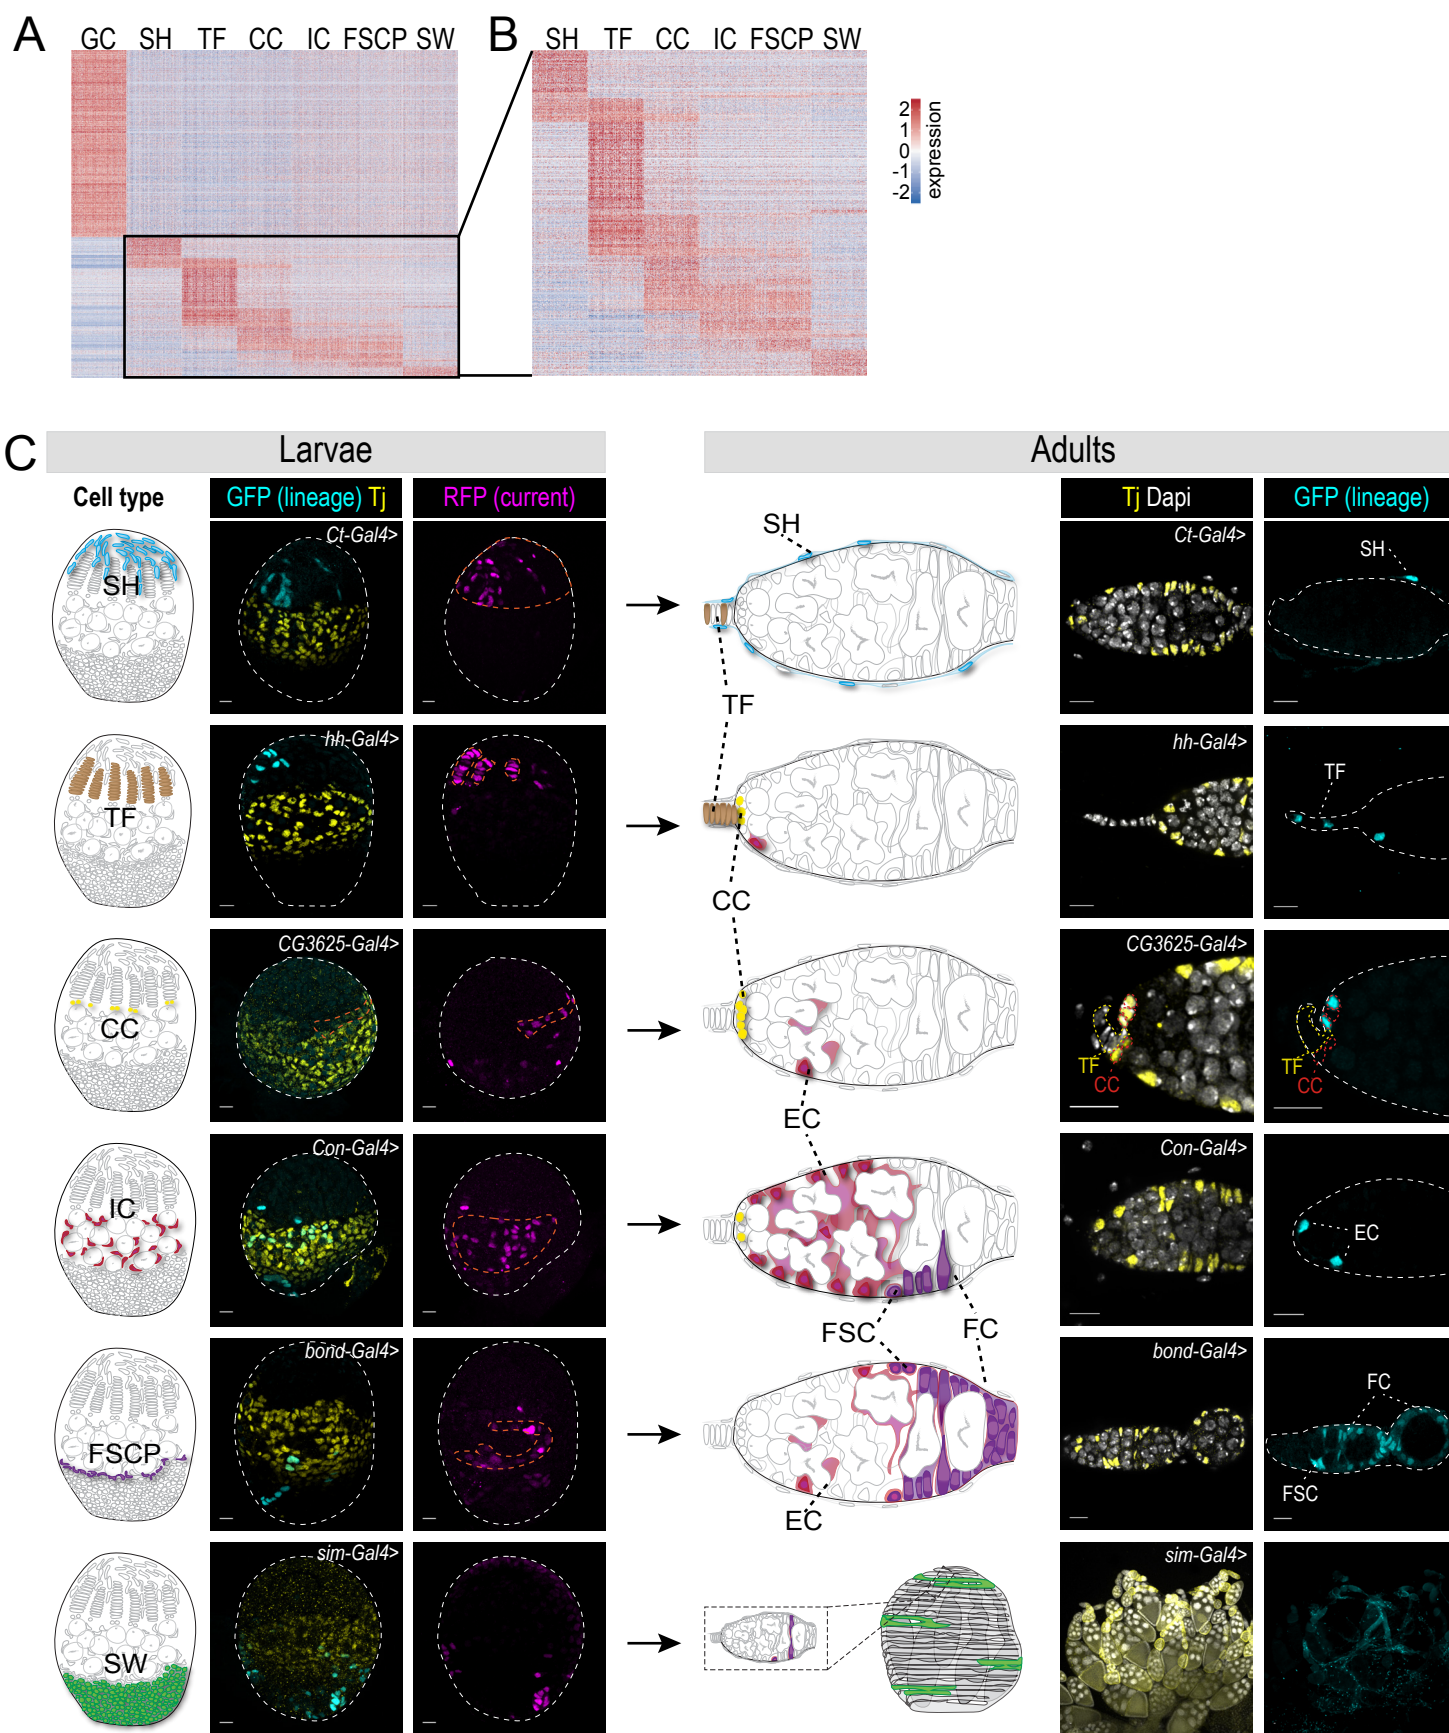 A
GC SH TF CC IC FSCP SW
B
SH TF CC IC FSCP SW
2
1
0
-1
-2
expression
C
Larvae
Adults
Cell type
GFP (lineage) Tj
RFP (current)
Tj Dapi
GFP (lineage)
SH
Ct-Gal4>
SH
Ct-Gal4>
SH
TF
TF
hh-Gal4>
hh-Gal4>
TF
CC
CC
CG3625-Gal4>
CG3625-Gal4>
TF
CC
TF
CC
EC
IC
Con-Gal4>
Con-Gal4>
EC
FSC
FC
FSCP
bond-Gal4>
bond-Gal4>
FC
FSC
EC
SW
sim-Gal4>
sim-Gal4>